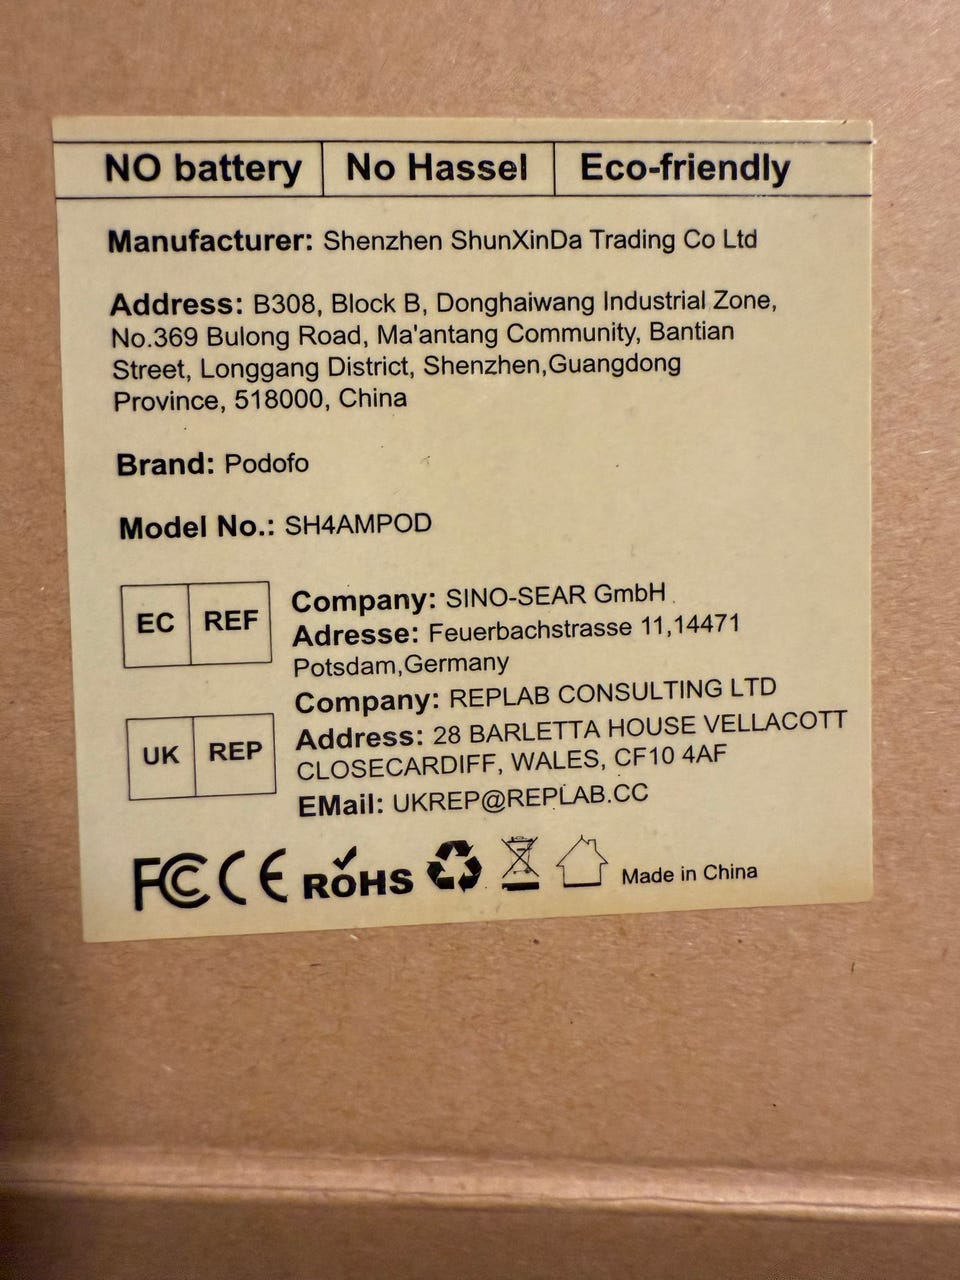 NO battery No Hassel Eco-friendly
Manufacturer: Shenzhen ShunXinDa Trading Co Ltd
Address: B308, Block B, Donghaiwang Industrial Zone,
No.369 Bulong Road, Ma'antang Community, Bantian
Street, Longgang District, Shenzhen,Guangdong
Province, 518000, China
Brand: Podofo
Model No.: SH4AMPOD
EC REF
Company: SINO-SEAR GmbH
Adresse: Feuerbachstrasse 11,14471
Potsdam,Germany
UK REP
Company: REPLAB CONSULTING LTD
Address: 28 BARLETTA HOUSE VELLACOTT
CLOSECARDIFF, WALES, CF10 4AF
EMail: UKREP@REPLAB.CC
FC CE ROHS Made in China